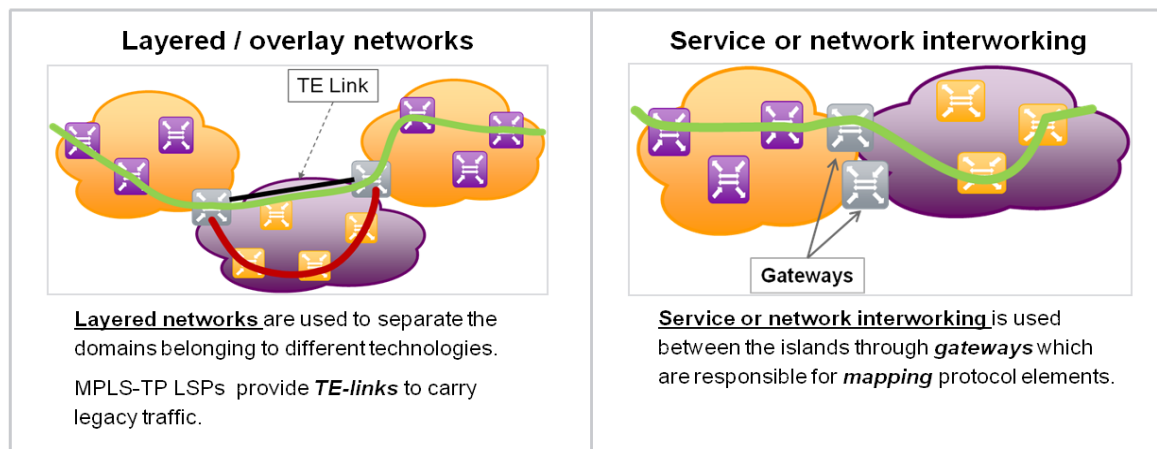 Layered / overlay networks
TE Link
Layered networks are used to separate the
domains belonging to different technologies.
MPLS-TP LSPs provide TE-links to carry
legacy traffic.
Service or network interworking
Gateways
Service or network interworking is used
between the islands through gateways which
are responsible for mapping protocol elements.